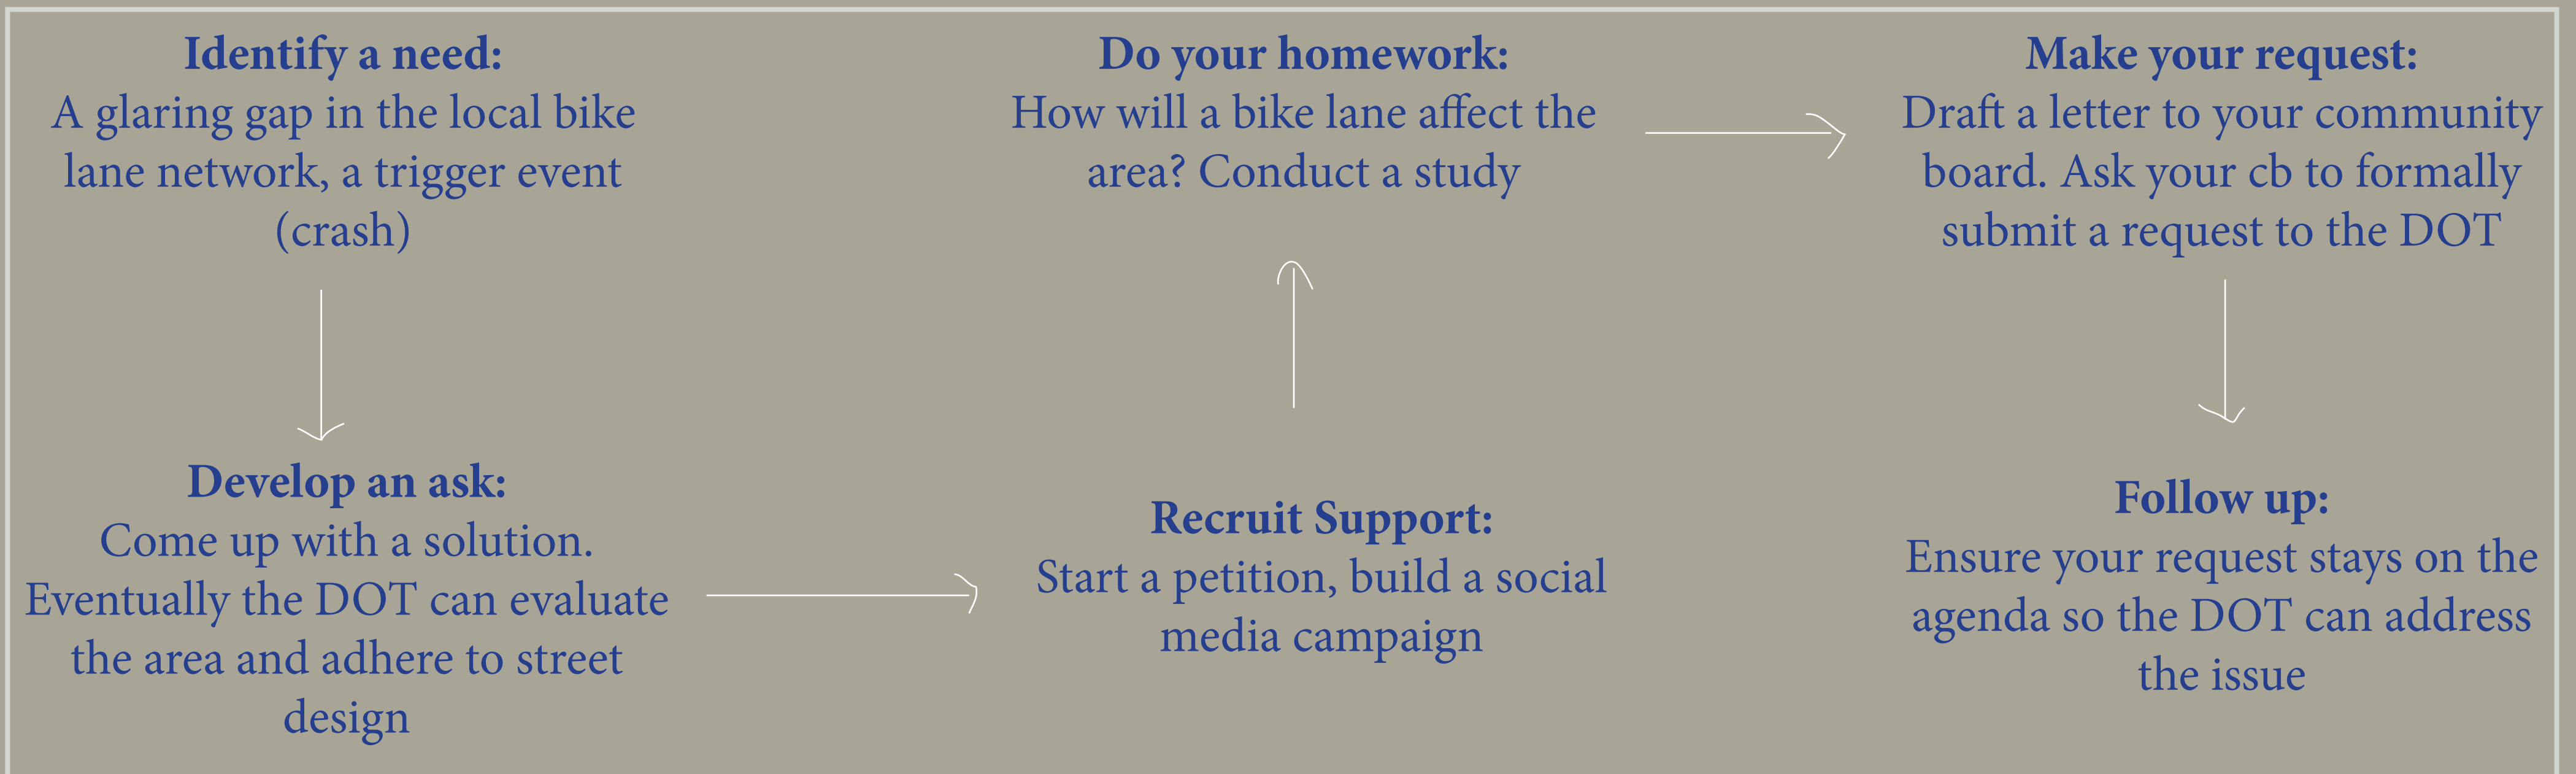 Identify a need:
A glaring gap in the local bike
lane network, a trigger event
(crash)
Develop an ask:
Come up with a solution.
Eventually the DOT can evaluate
the area and adhere to street
design
Recruit Support:
Start a petition, build a social
media campaign
Do your homework:
How will a bike lane affect the
area? Conduct a study
Make your request:
Draft a letter to your community
board. Ask your cb to formally
submit a request to the DOT
Follow up:
Ensure your request stays on the
agenda so the DOT can address
the issue